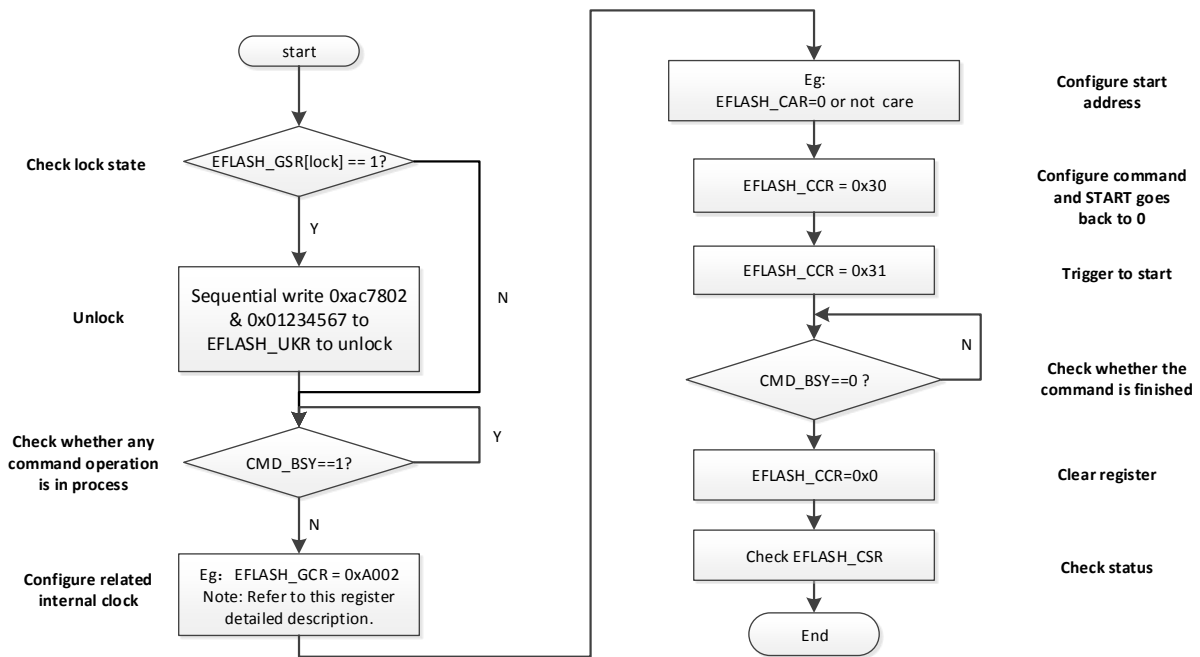 start
Check lock state
EFLASH_GSR[lock] == 1?
Y
N
Unlock
Sequential write 0xac7802
& 0x01234567 to
EFLASH_UKR to unlock
Check whether any
command operation
is in process
CMD_BSY==1?
Y
N
Configure related
internal clock
Eg: EFLASH_GCR = 0xA002
Note: Refer to this register
detailed description.
Eg:
EFLASH_CAR=0 or not care
Configure start
address
EFLASH_CCR = 0x30
Configure command
and START goes
back to 0
EFLASH_CCR = 0x31
Trigger to start
N
CMD_BSY==0 ?
Check whether the
command is finished
EFLASH_CCR=0x0
Clear register
Check EFLASH_CSR
Check status
End